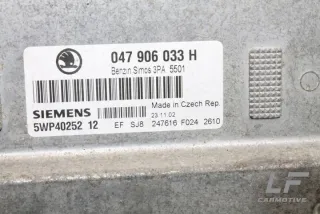 047 906 033 H
Benzin Simos 3PA 5501
Made in Czech Rep.
SIEMENS
23.11.02
5WP40252 12
EF SJ8 247616 F024 2610
LF
CARMOTIVE